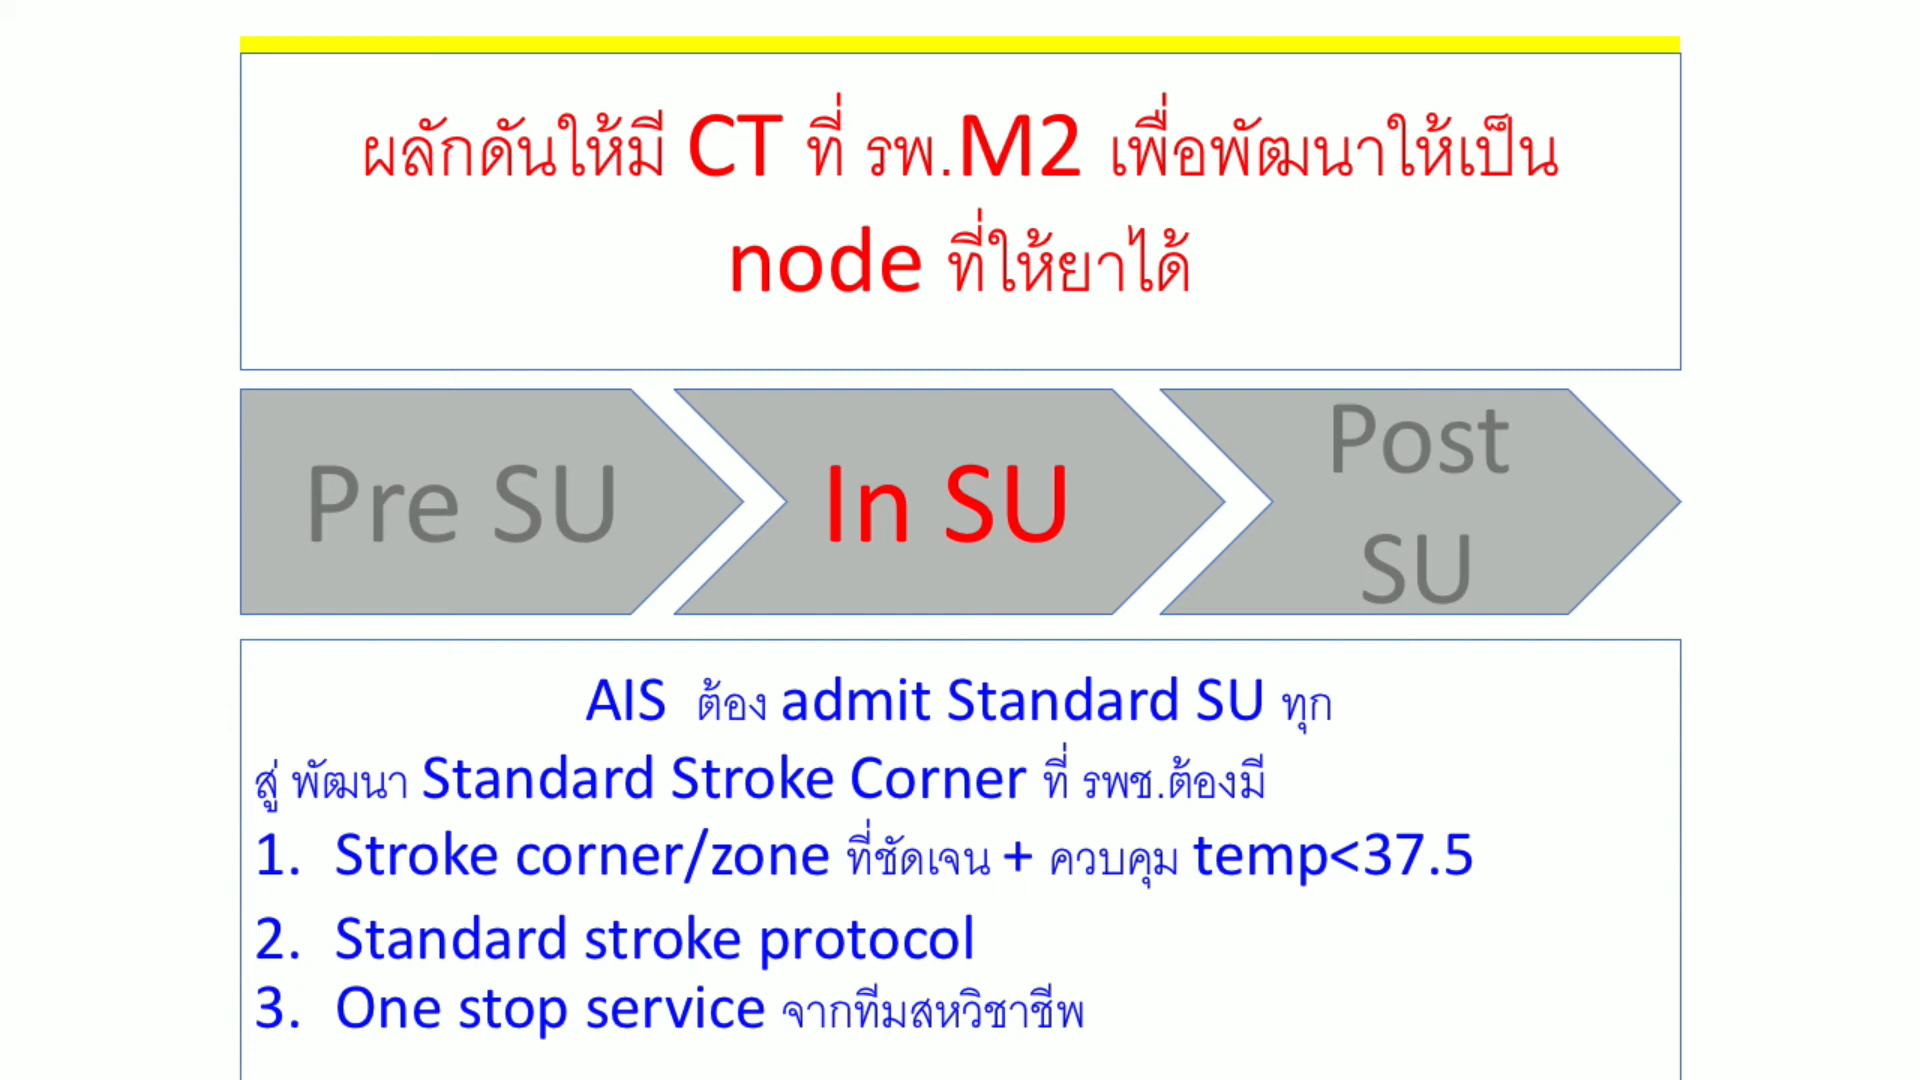 ผลักดันให้มี CT ที่ รพ.M2 เพื่อพัฒนาให้เป็น
node ที่ให้ยาได้
Pre SU
In SU
Post
SU
AIS ต้อง admit Standard SU ทุก
สู่ พัฒนา Standard Stroke Corner ที่ รพช.ต้องมี
1. Stroke corner/zone ที่ชัดเจน + ควบคุม temp<37.5
2. Standard stroke protocol
3. One stop service จากทีมสหวิชาชีพ